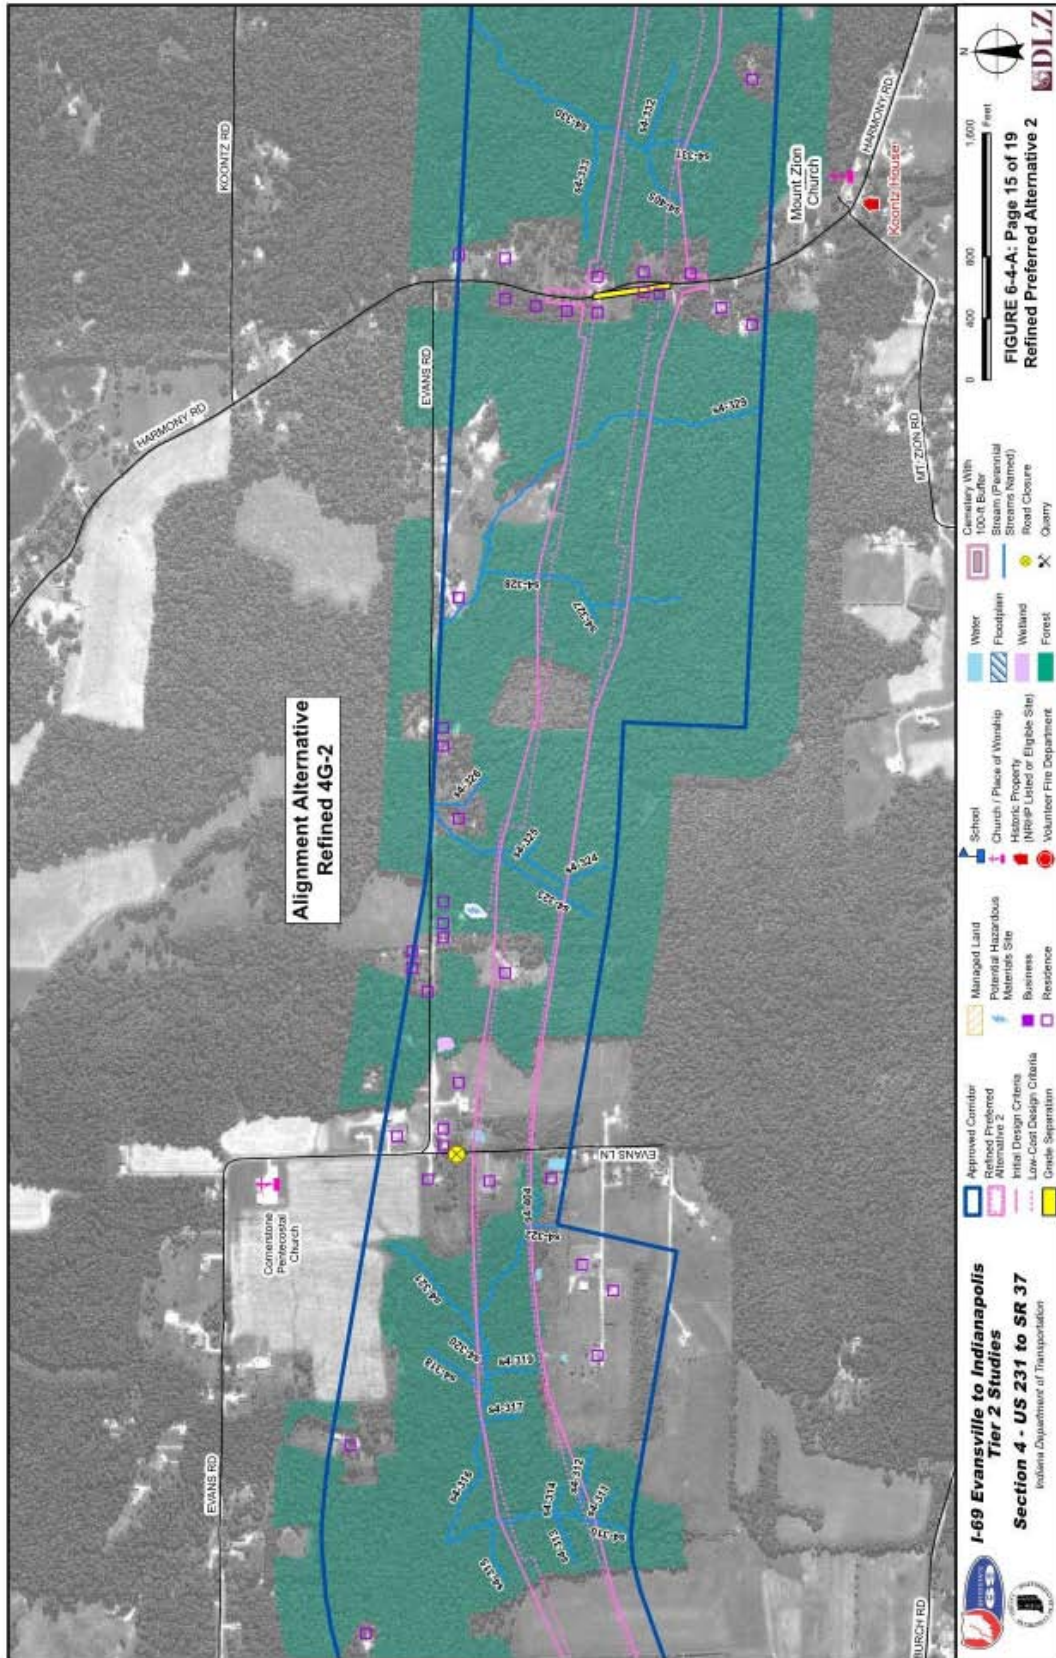 EVANS RD
BURCH RD
Cornerstone
Pentecostal
Church
Alignment Alternative
Refined 4G-2
EVANS LN
EVANS RD
HARMONY RD
KOONTZ RD
MT. ZION RD
Mount Zion
Church
Koontz House
HARMONY RD
s4-315
s4-316
s4-313
s4-314
s4-310
s4-312
s4-313
s4-317
s4-318
s4-320
s4-319
s4-321
s4-404
s4-322
s4-323
s4-324
s4-325
s4-326
s4-327
s4-328
s4-329
s4-333
s4-330
s4-332
s4-331
s4-405
I-69 Evansville to Indianapolis
Tier 2 Studies
Section 4 - US 231 to SR 37
Indiana Department of Transportation
Approved Corridor
Refined Preferred
Alternative 2
Initial Design Criteria
Low-Cost Design Criteria
Grade Separation
Managed Land
Potential Hazardous
Materials Site
Business
Residence
School
Church / Place of Worship
Historic Property
(NRHP Listed or Eligible Site)
Volunteer Fire Department
Water
Floodplain
Wetland
Forest
Cemetery With
100-ft Buffer
Stream (Perennial
Streams Named)
Road Closure
Quarry
0 400 800 1,600
Feet
FIGURE 6-4-A: Page 15 of 19
Refined Preferred Alternative 2
N
DLZ